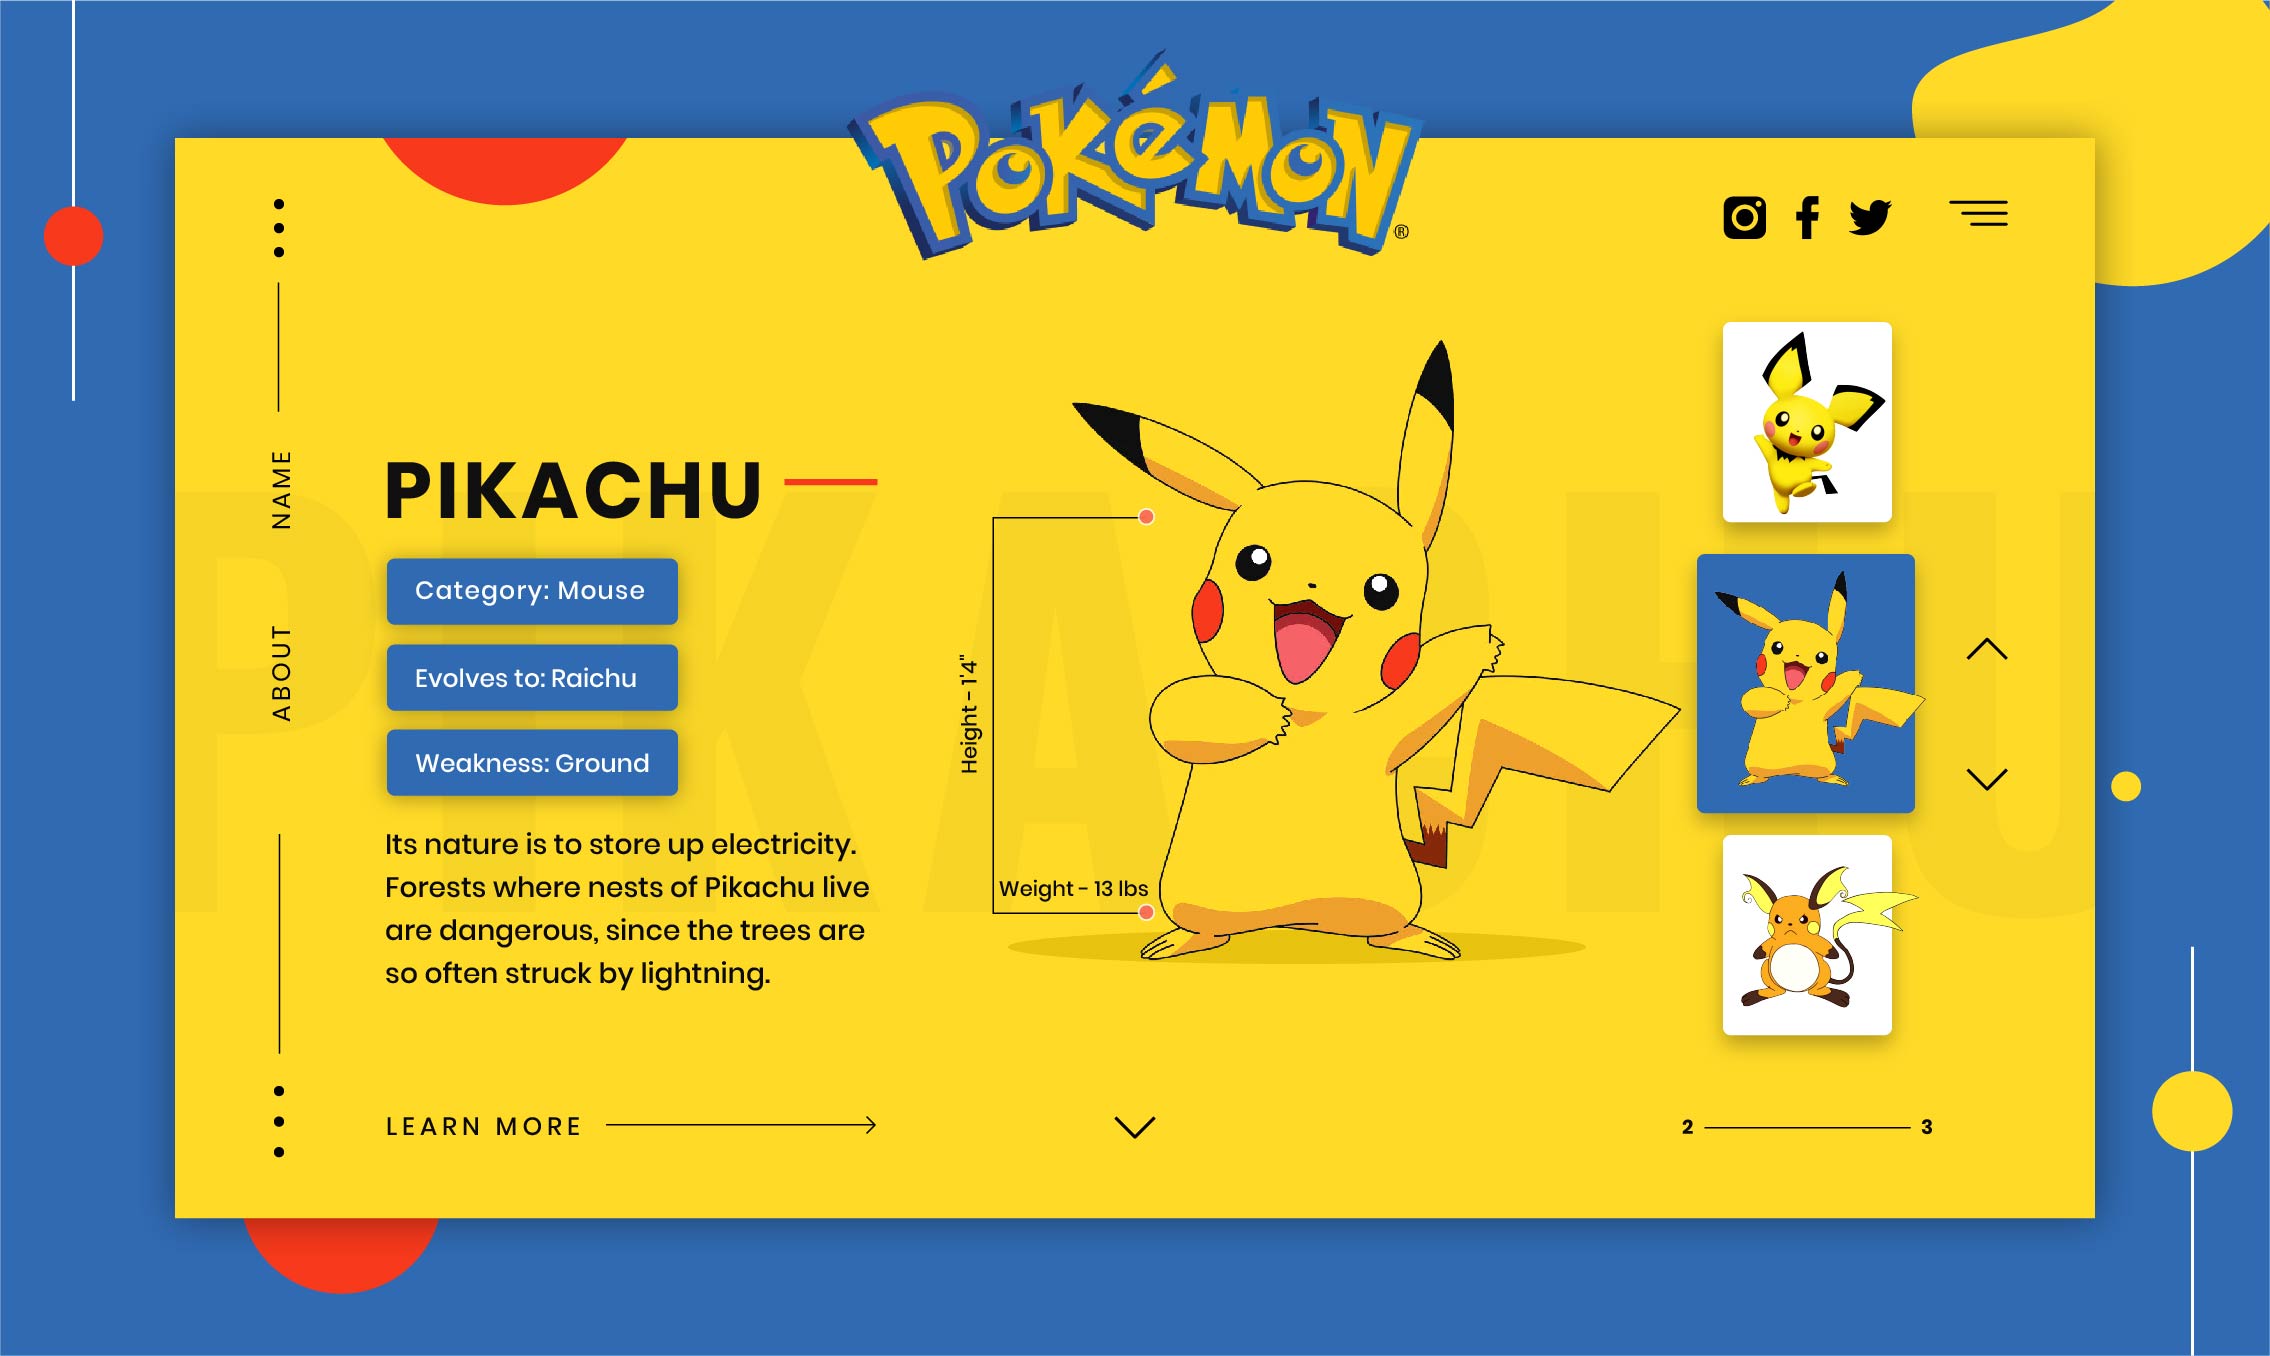 POKéMON
®
NAME
ABOUT
PIKACHU
PIKACHU
Category: Mouse
Evolves to: Raichu
Weakness: Ground
Its nature is to store up electricity.
Forests where nests of Pikachu live
are dangerous, since the trees are
so often struck by lightning.
Height - 1'4"
Weight - 13 lbs
LEARN MORE
2
3